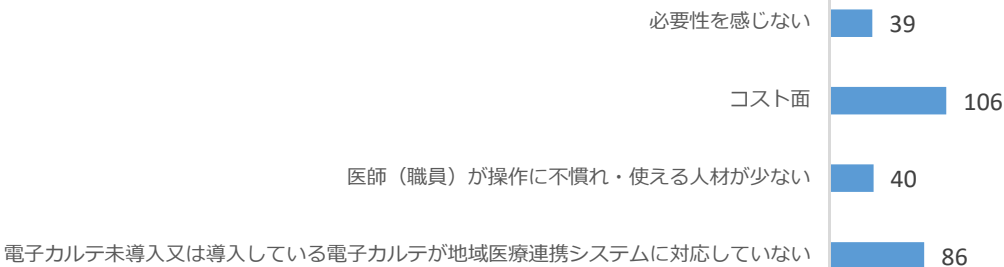 必要性を感じない 39
コスト面 106
医師（職員）が操作に不慣れ・使える人材が少ない 40
電子カルテ未導入又は導入している電子カルテが地域医療連携システムに対応していない 86